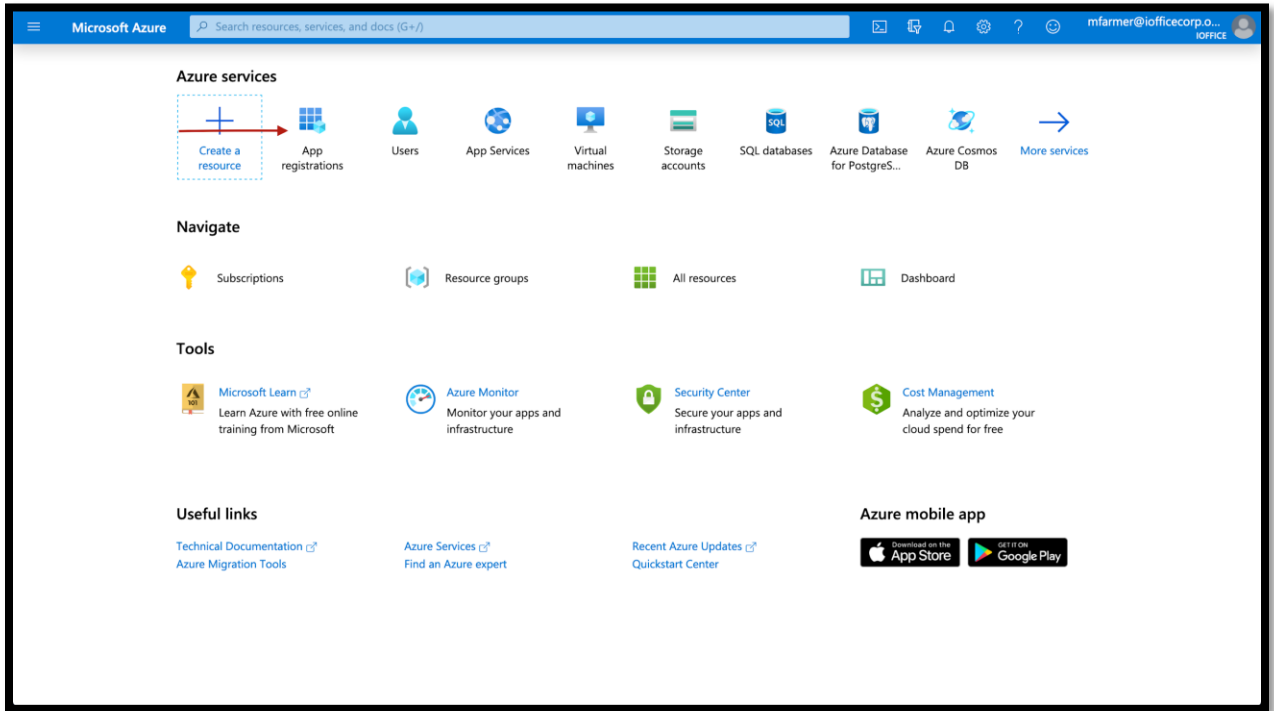 Microsoft Azure
Search resources, services, and docs (G+/)
mfarmer@iofficecorp.o...
IOFFICE
Azure services
Create a
resource
App
registrations
Users
App Services
Virtual
machines
Storage
accounts
SQL
SQL databases
Azure Database
for PostgreS...
Azure Cosmos
DB
More services
Navigate
Subscriptions
Resource groups
All resources
Dashboard
Tools
101
Microsoft Learn
Learn Azure with free online
training from Microsoft
Azure Monitor
Monitor your apps and
infrastructure
Security Center
Secure your apps and
infrastructure
Cost Management
Analyze and optimize your
cloud spend for free
Useful links
Technical Documentation
Azure Migration Tools
Azure Services
Find an Azure expert
Recent Azure Updates
Quickstart Center
Azure mobile app
Download on the
App Store
GET IT ON
Google Play